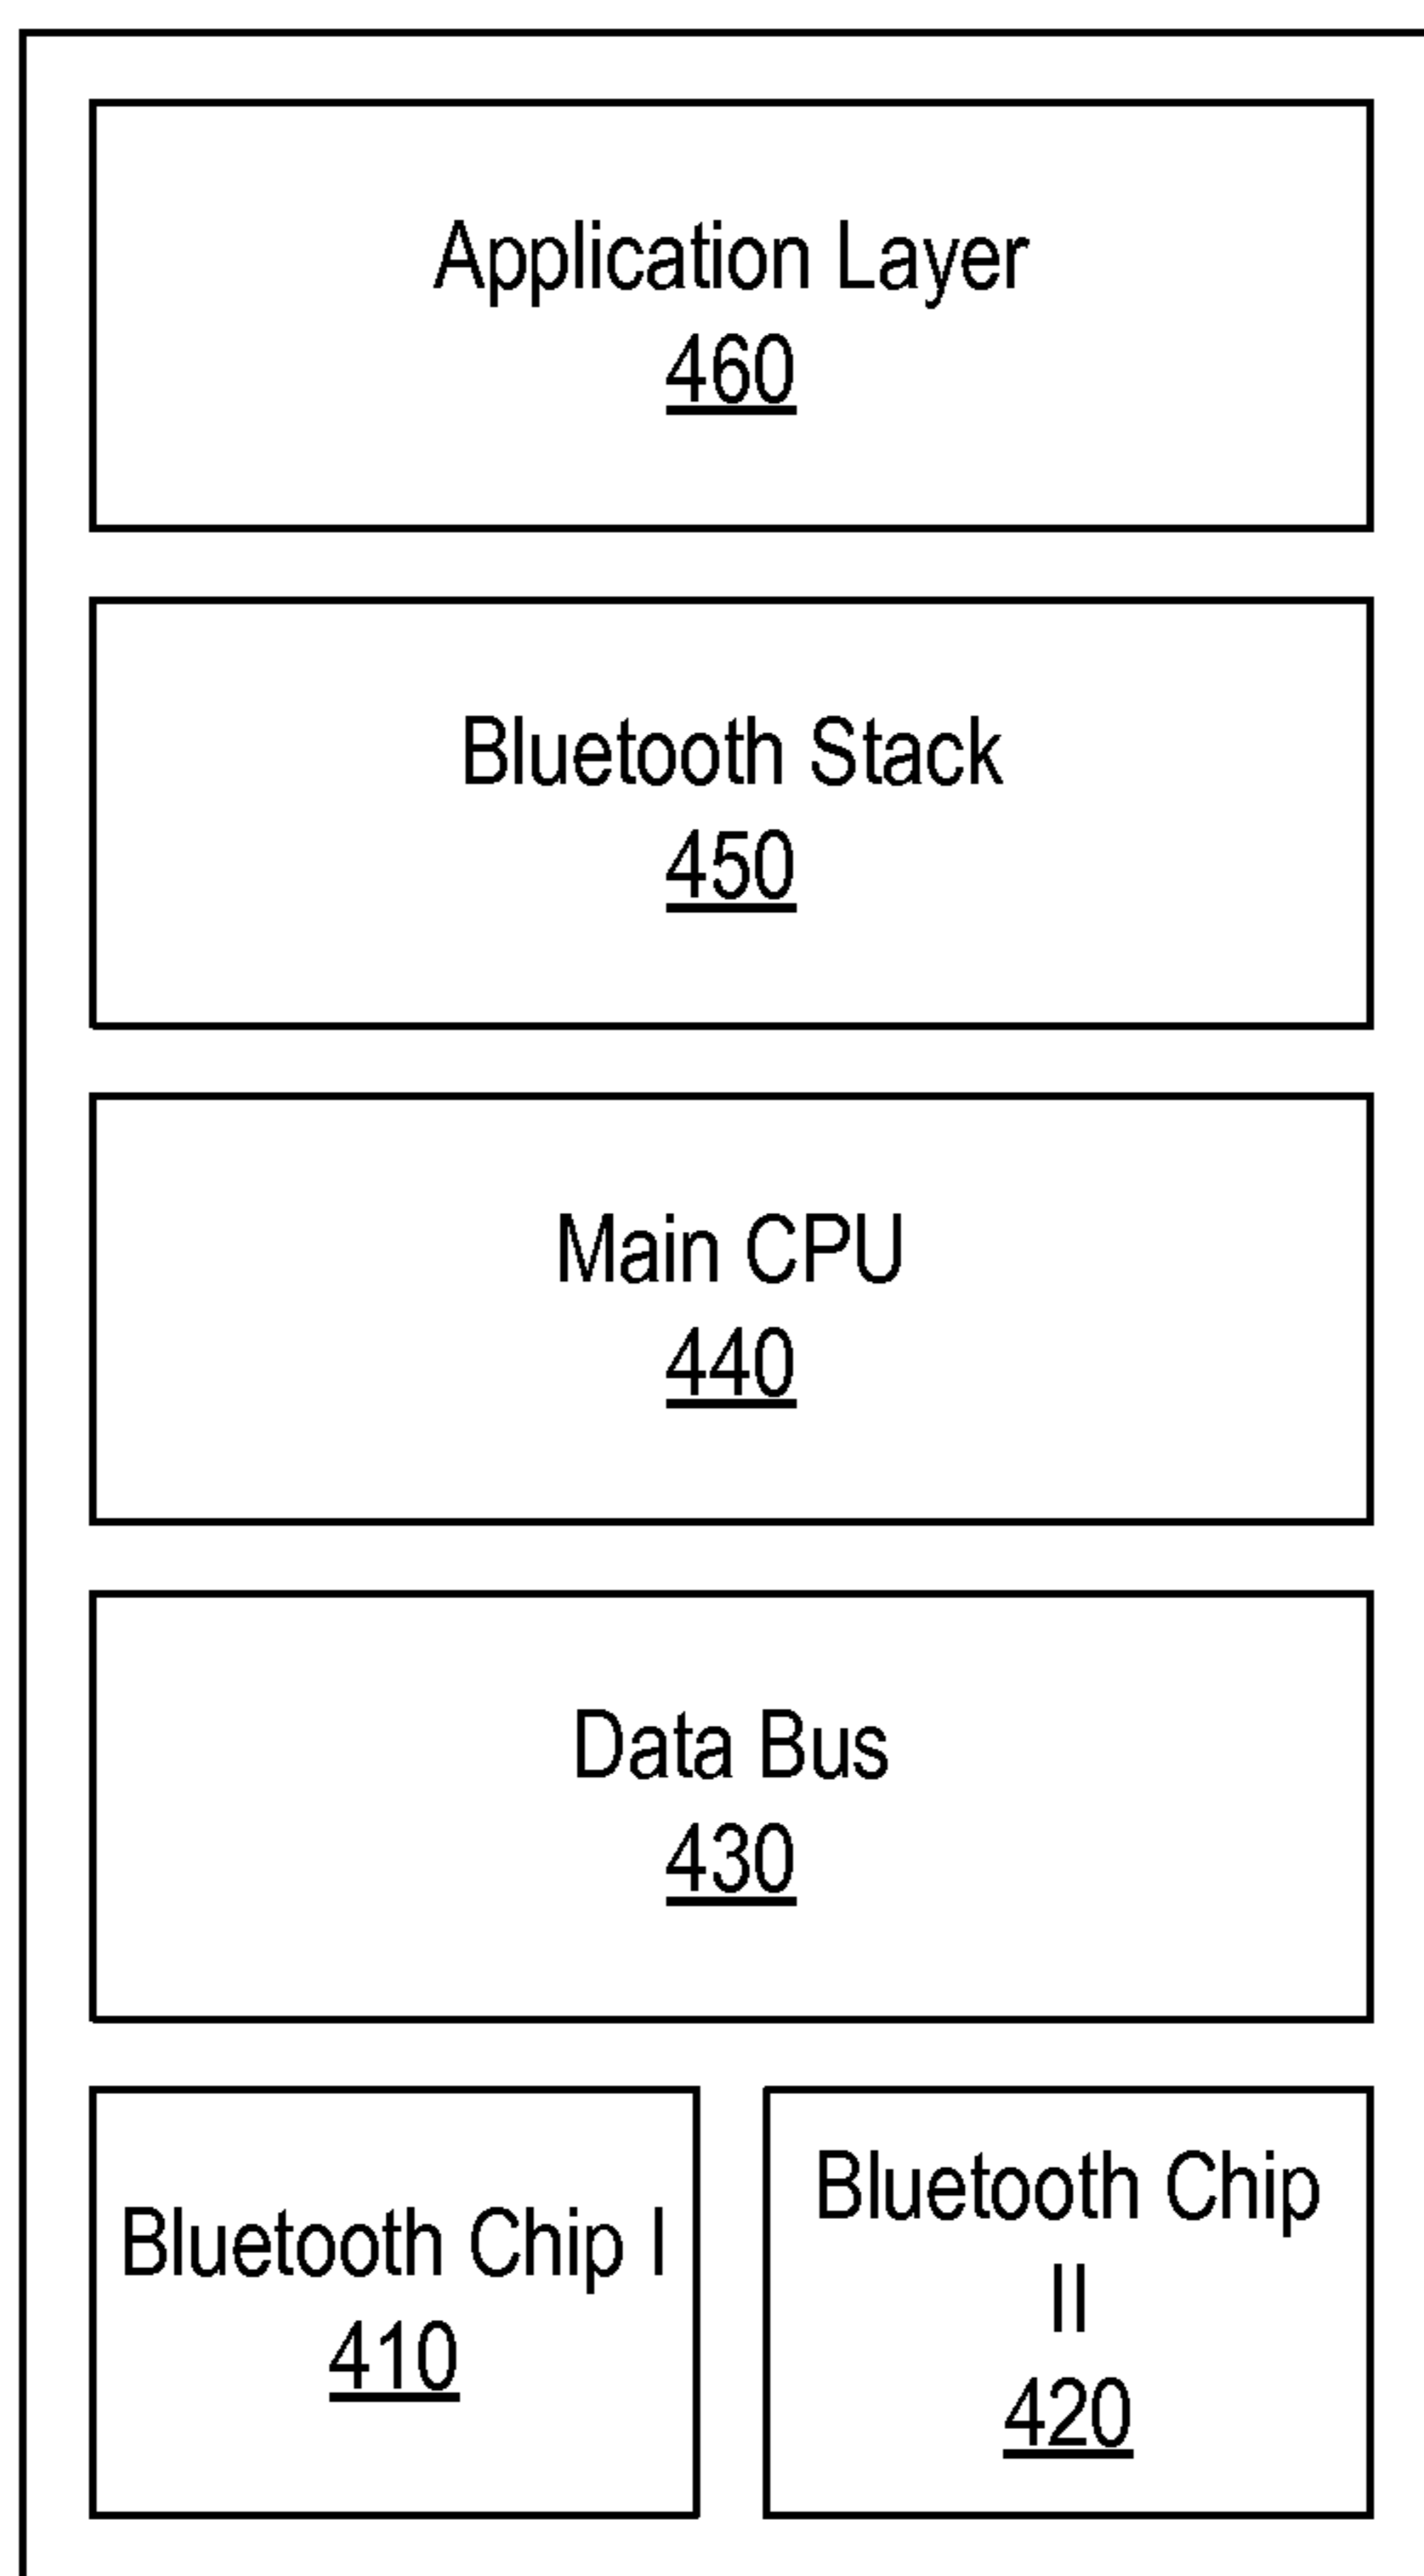 Application Layer
460
Bluetooth Stack
450
Main CPU
440
Data Bus
430
Bluetooth Chip I
410
Bluetooth Chip
II
420